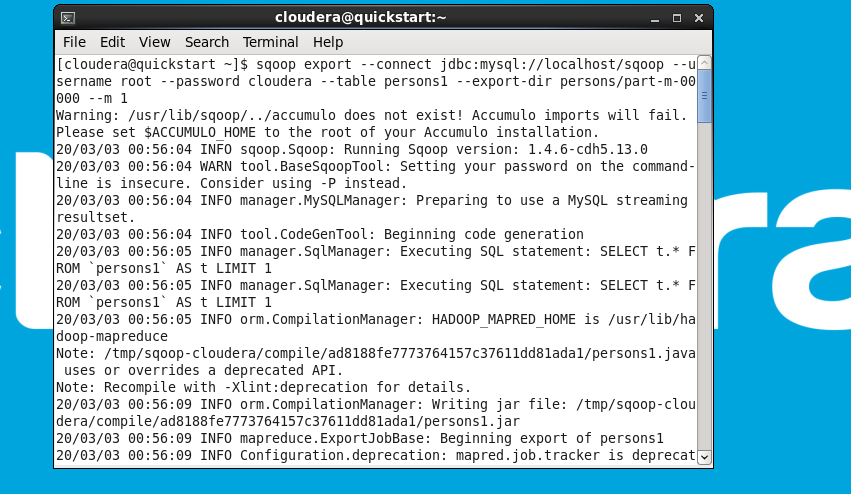 cloudera@quickstart:~
File Edit View Search Terminal Help
[cloudera@quickstart ~]$ sqoop export --connect jdbc:mysql://localhost/sqoop --u
sername root --password cloudera --table persons1 --export-dir persons/part-m-00
000 --m 1
Warning: /usr/lib/sqoop/../accumulo does not exist! Accumulo imports will fail.
Please set $ACCUMULO_HOME to the root of your Accumulo installation.
20/03/03 00:56:04 INFO sqoop.Sqoop: Running Sqoop version: 1.4.6-cdh5.13.0
20/03/03 00:56:04 WARN tool.BaseSqoopTool: Setting your password on the command-
line is insecure. Consider using -P instead.
20/03/03 00:56:04 INFO manager.MySQLManager: Preparing to use a MySQL streaming
resultset.
20/03/03 00:56:04 INFO tool.CodeGenTool: Beginning code generation
20/03/03 00:56:05 INFO manager.SqlManager: Executing SQL statement: SELECT t.* F
ROM `persons1` AS t LIMIT 1
20/03/03 00:56:05 INFO manager.SqlManager: Executing SQL statement: SELECT t.* F
ROM `persons1` AS t LIMIT 1
20/03/03 00:56:05 INFO orm.CompilationManager: HADOOP_MAPRED_HOME is /usr/lib/ha
doop-mapreduce
Note: /tmp/sqoop-cloudera/compile/ad8188fe7773764157c37611dd81ada1/persons1.java
 uses or overrides a deprecated API.
Note: Recompile with -Xlint:deprecation for details.
20/03/03 00:56:09 INFO orm.CompilationManager: Writing jar file: /tmp/sqoop-clou
dera/compile/ad8188fe7773764157c37611dd81ada1/persons1.jar
20/03/03 00:56:09 INFO mapreduce.ExportJobBase: Beginning export of persons1
20/03/03 00:56:09 INFO Configuration.deprecation: mapred.job.tracker is deprecat
ra